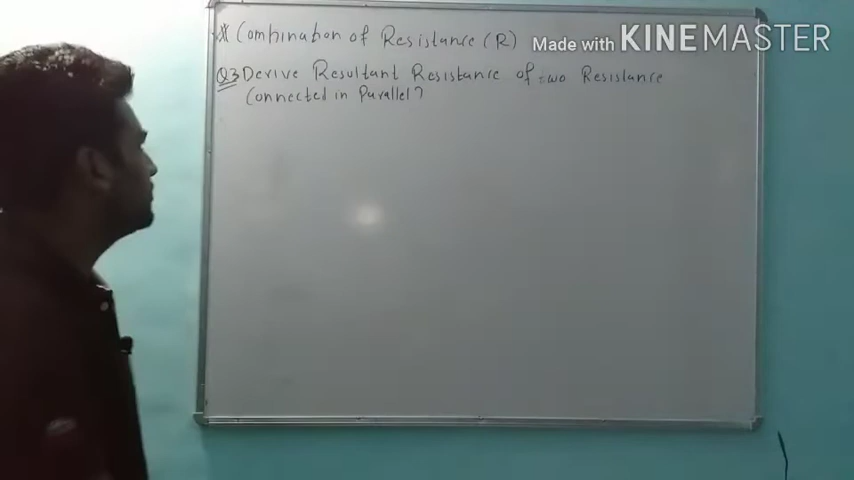 * Combination of Resistance (R)
Made with KINEMASTER
Q3 Derive Resultant Resistance of two Resistance
Connected in Parallel?